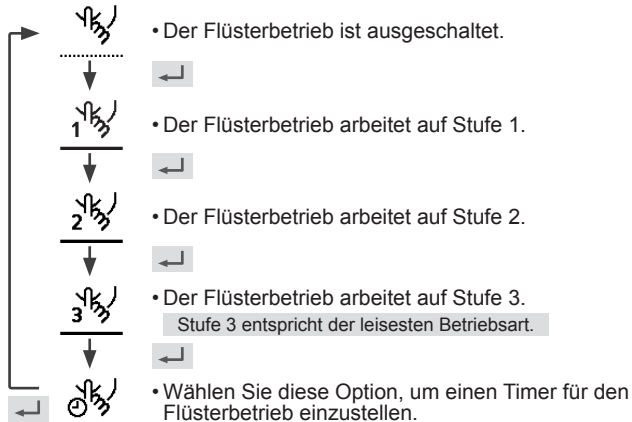 • Der Flüsterbetrieb ist ausgeschaltet.
1
• Der Flüsterbetrieb arbeitet auf Stufe 1.
2
• Der Flüsterbetrieb arbeitet auf Stufe 2.
3
• Der Flüsterbetrieb arbeitet auf Stufe 3.
Stufe 3 entspricht der leisesten Betriebsart.
• Wählen Sie diese Option, um einen Timer für den
Flüsterbetrieb einzustellen.